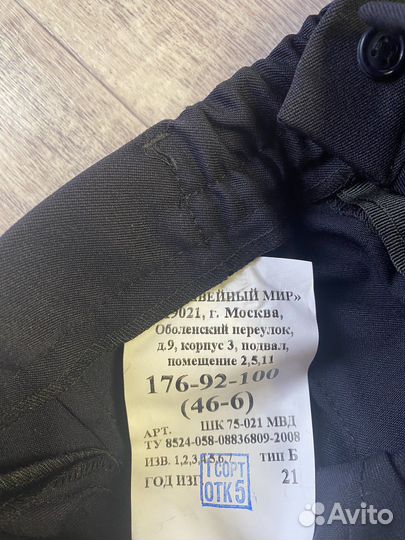 МИР»
г. Москва,
Оболенский переулок,
д.9, корпус 3, подвал,
помещение 2,5,11
176-92-100
(46-6)
АРТ. ШК 75-021 МВД
ТУ 8524-058-08836809-2008
ИЗВ. 1,2,3,4,5,6,7 ТИП Б
ГОД ИЗГ. 21
1 СОРТ
ОТК 5
Avito